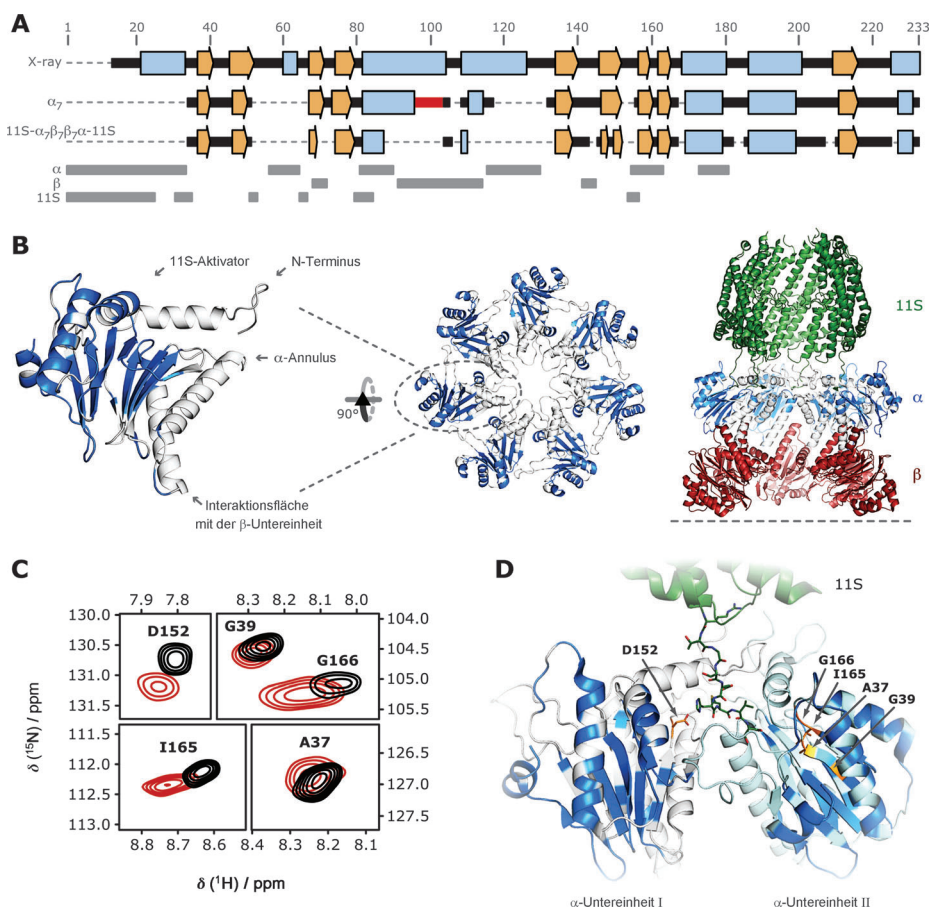 A
1 20 40 60 80 100 120 140 160 180 200 220 233
X-ray
α7
11S-α7β7β7α-11S
α
β
11S
B
11S-Aktivator
N-Terminus
α-Annulus
Interaktionsfläche
mit der β-Untereinheit
90°
11S
α
β
C
7.9 7.8
8.3 8.2 8.1 8.0
130.0
130.5
131.0
131.5
D152
G39
G166
104.0
104.5
105.0
105.5
111.5
112.0
112.5
113.0
I165
A37
126.5
127.0
127.5
8.8 8.7 8.6 8.5
8.4 8.3 8.2 8.1
δ (15N) / ppm
δ (1H) / ppm
D
11S
D152
G166
I165
A37
G39
α-Untereinheit I
α-Untereinheit II